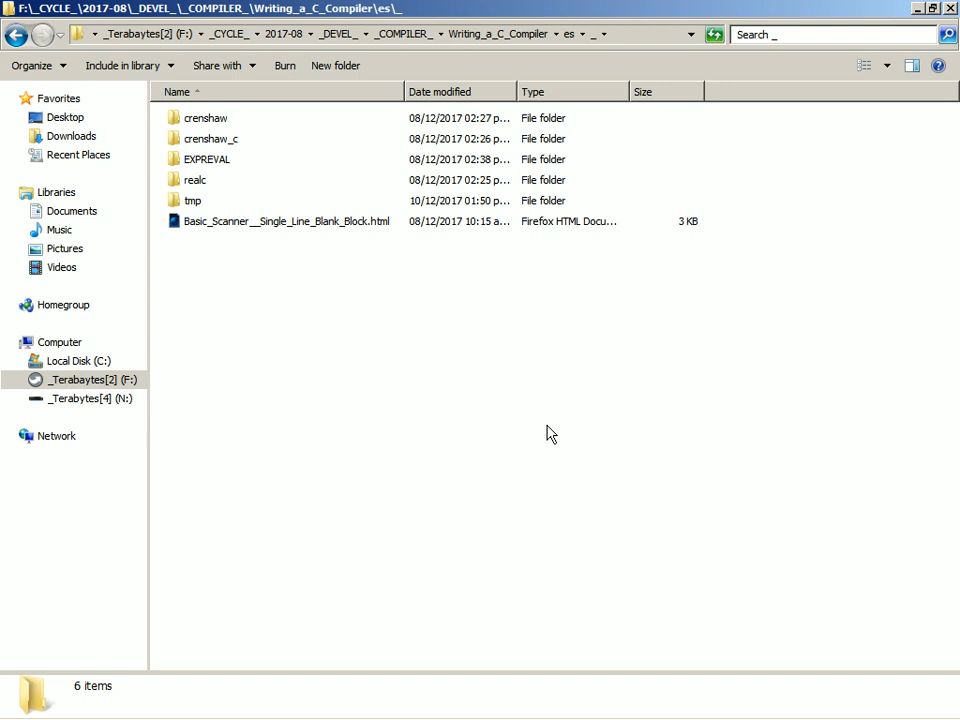 F:\_CYCLE_\2017-08\_DEVEL_\_COMPILER_\Writing_a_C_Compiler\es\_
_Terabaytes[2] (F:) _CYCLE_ 2017-08 _DEVEL_ _COMPILER_ Writing_a_C_Compiler es _ Search _
Organize Include in library Share with Burn New folder
Name Date modified Type Size
Favorites
Desktop
Downloads
Recent Places
Libraries
Documents
Music
Pictures
Videos
Homegroup
Computer
Local Disk (C:)
_Terabaytes[2] (F:)
_Terabytes[4] (N:)
Network
crenshaw 08/12/2017 02:27 p... File folder
crenshaw_c 08/12/2017 02:26 p... File folder
EXPREVAL 08/12/2017 02:38 p... File folder
realc 08/12/2017 02:25 p... File folder
tmp 10/12/2017 01:50 p... File folder
Basic_Scanner__Single_Line_Blank_Block.html 08/12/2017 10:15 a... Firefox HTML Docu... 3 KB
6 items